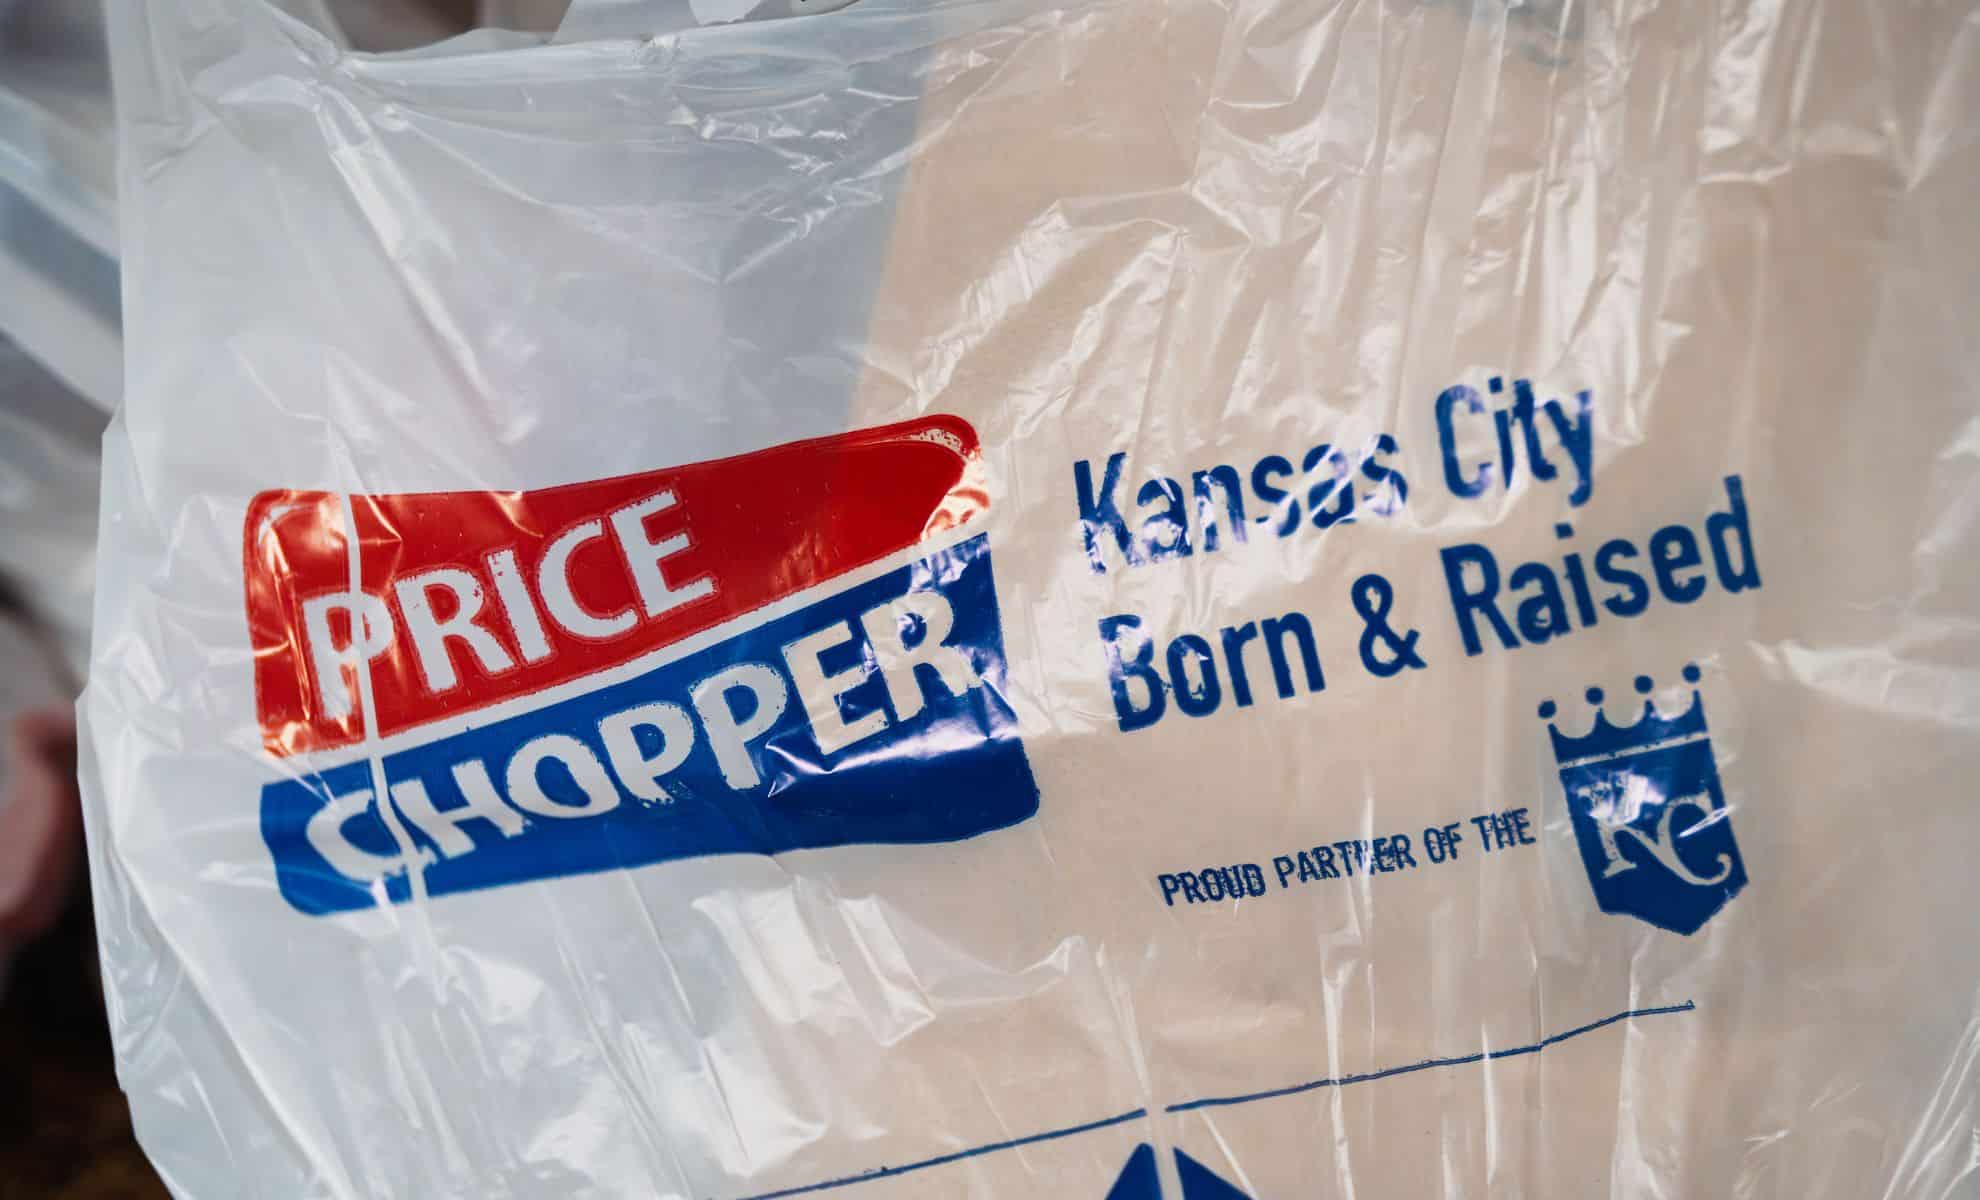 PRICE
CHOPPER
Kansas City
Born & Raised
PROUD PARTNER OF THE
KC